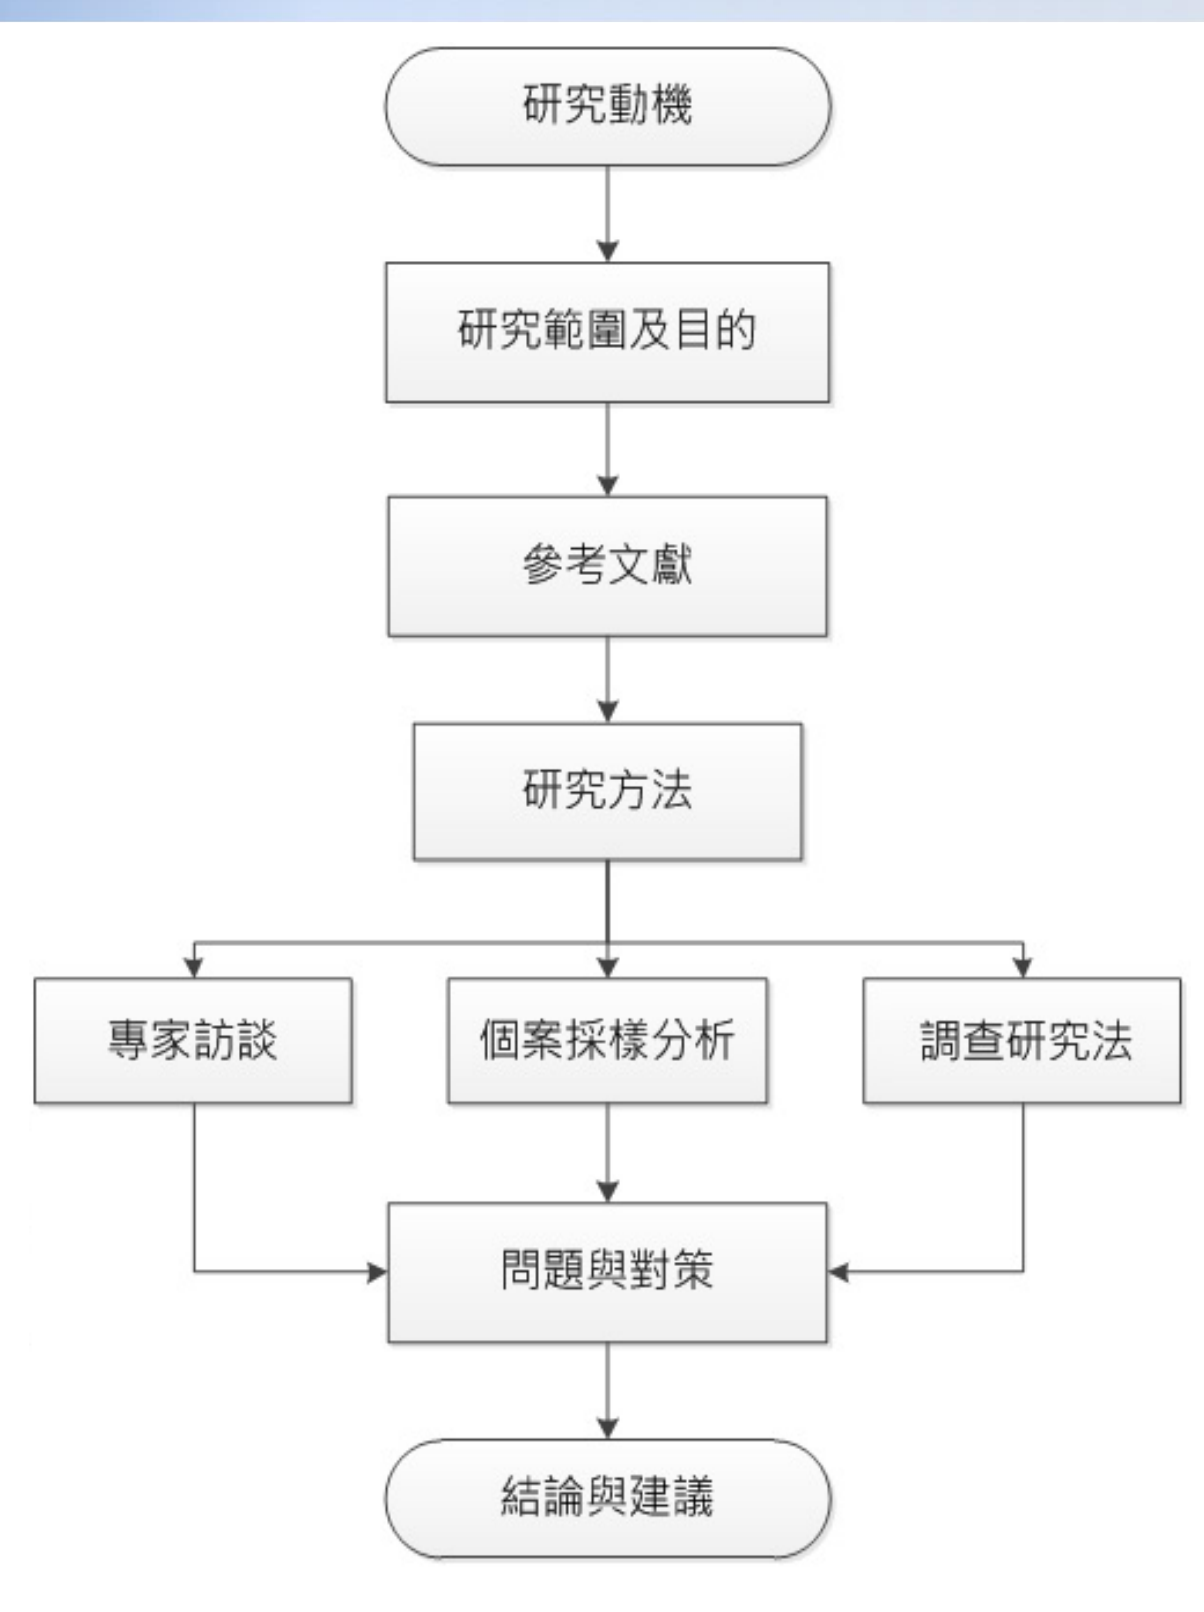 研究動機
研究範圍及目的
參考文獻
研究方法
專家訪談
個案採樣分析
調查研究法
問題與對策
結論與建議